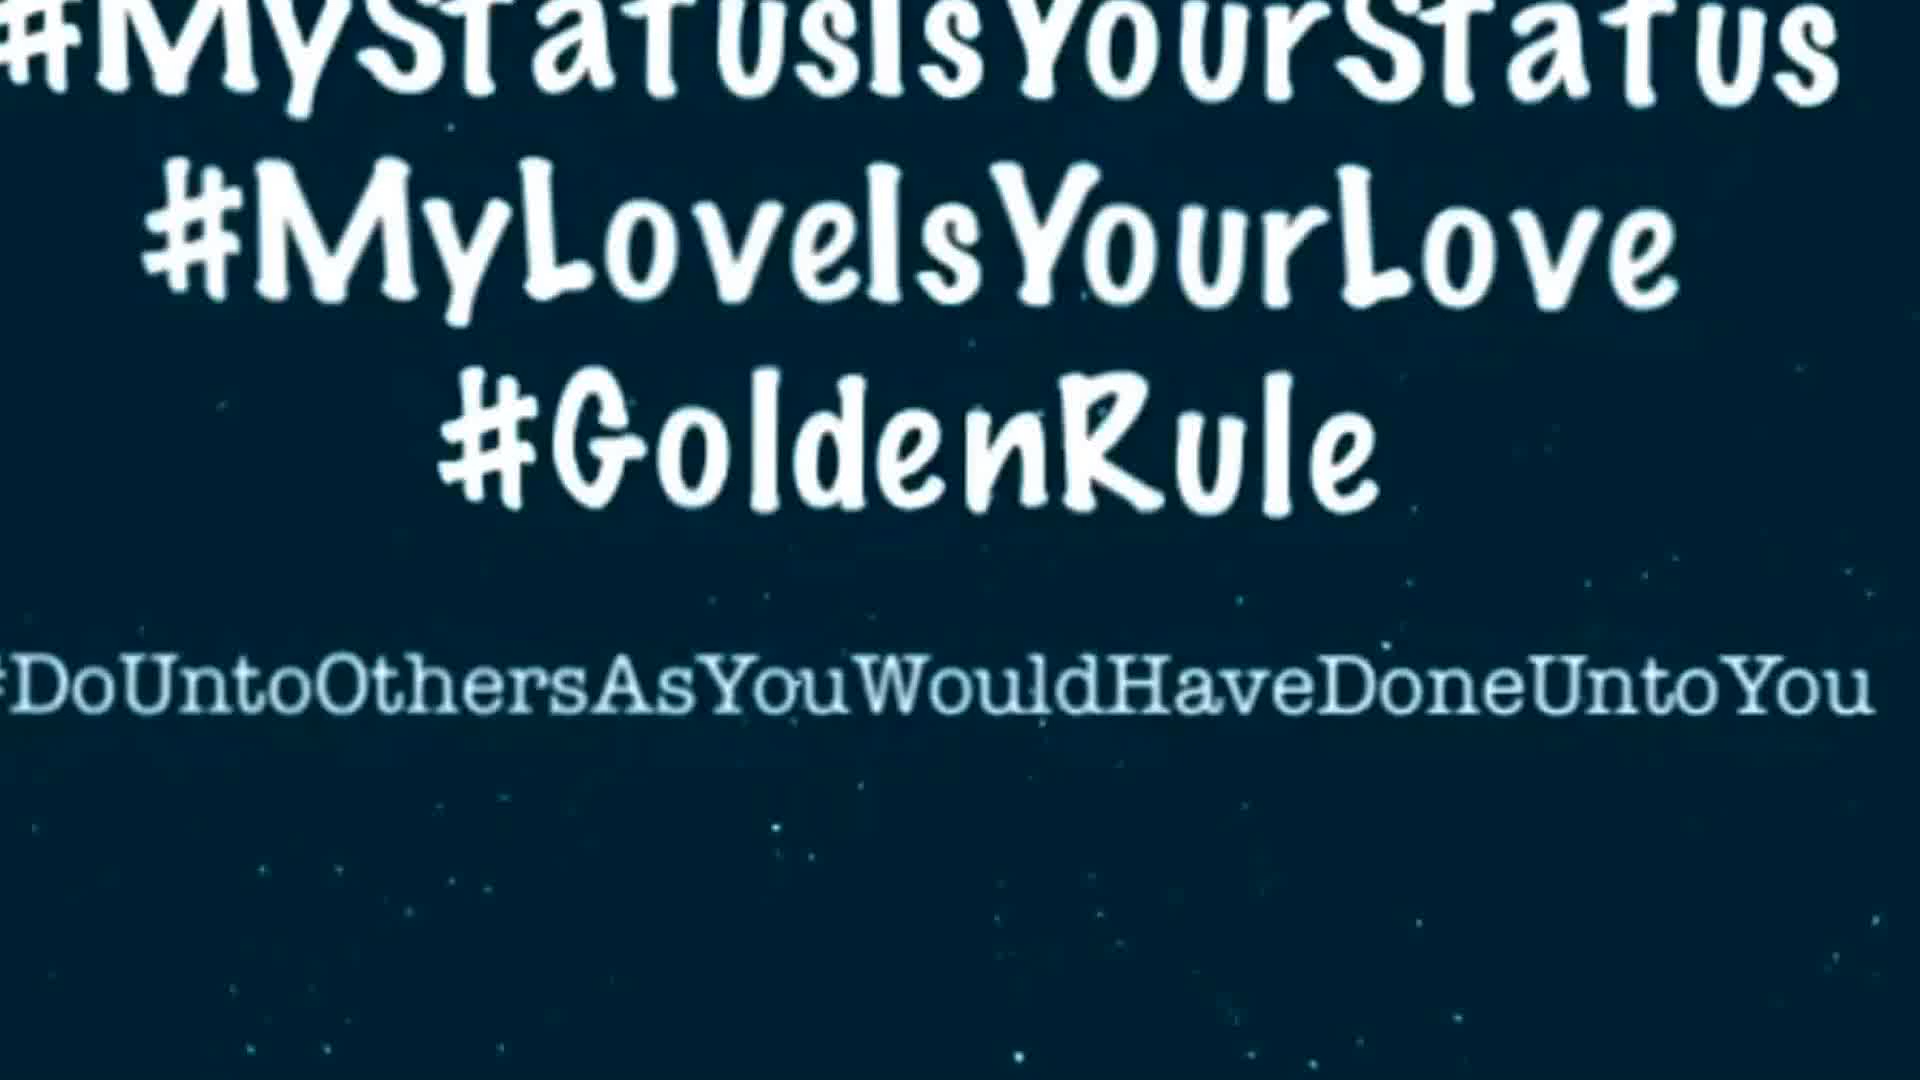 #MyStatusIsYourStatus
#MyLoveIsYourLove
#GoldenRule
#DoUntoOthersAsYouWouldHaveDoneUntoYou